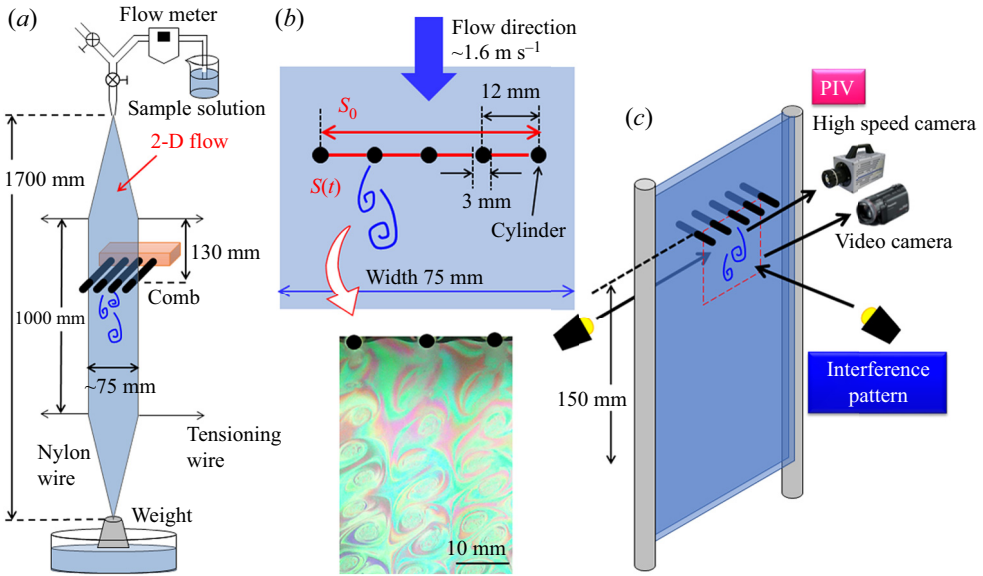 (a)
Flow meter
Sample solution
2-D flow
1700 mm
130 mm
Comb
1000 mm
~75 mm
Nylon
wire
Tensioning
wire
Weight
(b)
Flow direction
~1.6 m s⁻¹
12 mm
S₀
S(t)
3 mm
Cylinder
Width 75 mm
10 mm
(c)
PIV
High speed camera
Video camera
150 mm
Interference
pattern